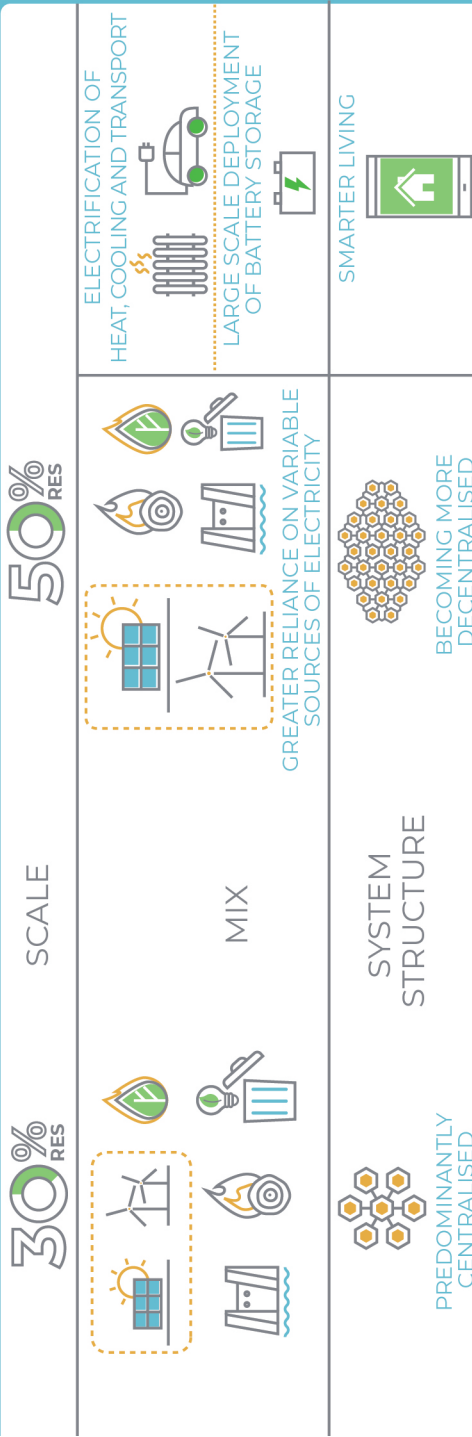 30%
RES
SCALE
50%
RES
MIX
GREATER RELIANCE ON VARIABLE
SOURCES OF ELECTRICITY
ELECTRIFICATION OF
HEAT, COOLING AND TRANSPORT
LARGE SCALE DEPLOYMENT
OF BATTERY STORAGE
PREDOMINANTLY
CENTRALISED
SYSTEM
STRUCTURE
BECOMING MORE
DECENTRALISED
SMARTER LIVING